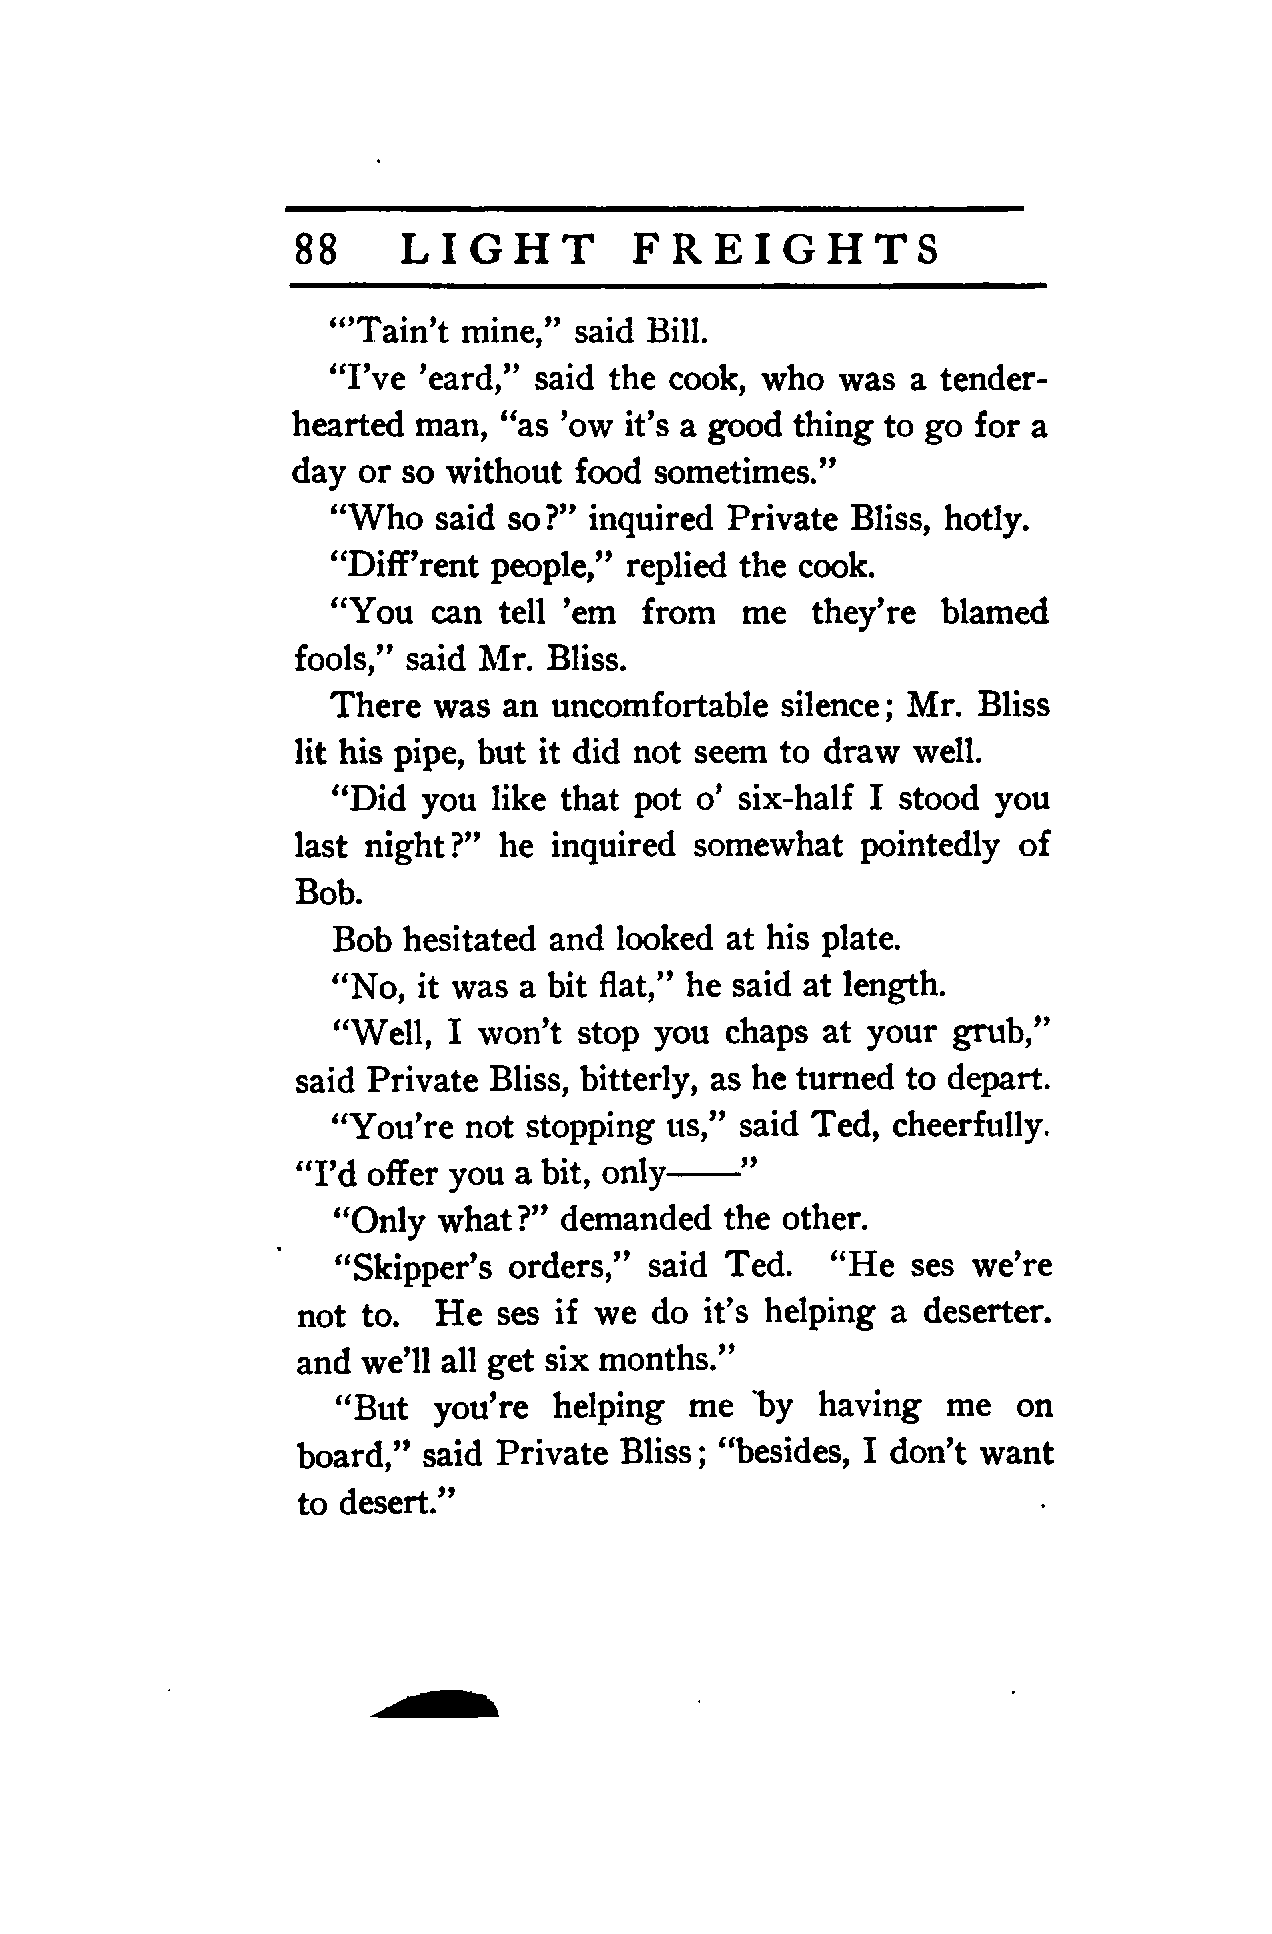 88 LIGHT FREIGHTS
“’Tain’t mine,” said Bill.
“I’ve ’eard,” said the cook, who was a tender-
hearted man, “as ’ow it’s a good thing to go for a
day or so without food sometimes.”
“Who said so?” inquired Private Bliss, hotly.
“Diff’rent people,” replied the cook.
“You can tell ’em from me they’re blamed
fools,” said Mr. Bliss.
There was an uncomfortable silence; Mr. Bliss
lit his pipe, but it did not seem to draw well.
“Did you like that pot o’ six-half I stood you
last night?” he inquired somewhat pointedly of
Bob.
Bob hesitated and looked at his plate.
“No, it was a bit flat,” he said at length.
“Well, I won’t stop you chaps at your grub,”
said Private Bliss, bitterly, as he turned to depart.
“You’re not stopping us,” said Ted, cheerfully.
“I’d offer you a bit, only——”
“Only what?” demanded the other.
“Skipper’s orders,” said Ted. “He ses we’re
not to. He ses if we do it’s helping a deserter.
and we’ll all get six months.”
“But you’re helping me by having me on
board,” said Private Bliss; “besides, I don’t want
to desert.”